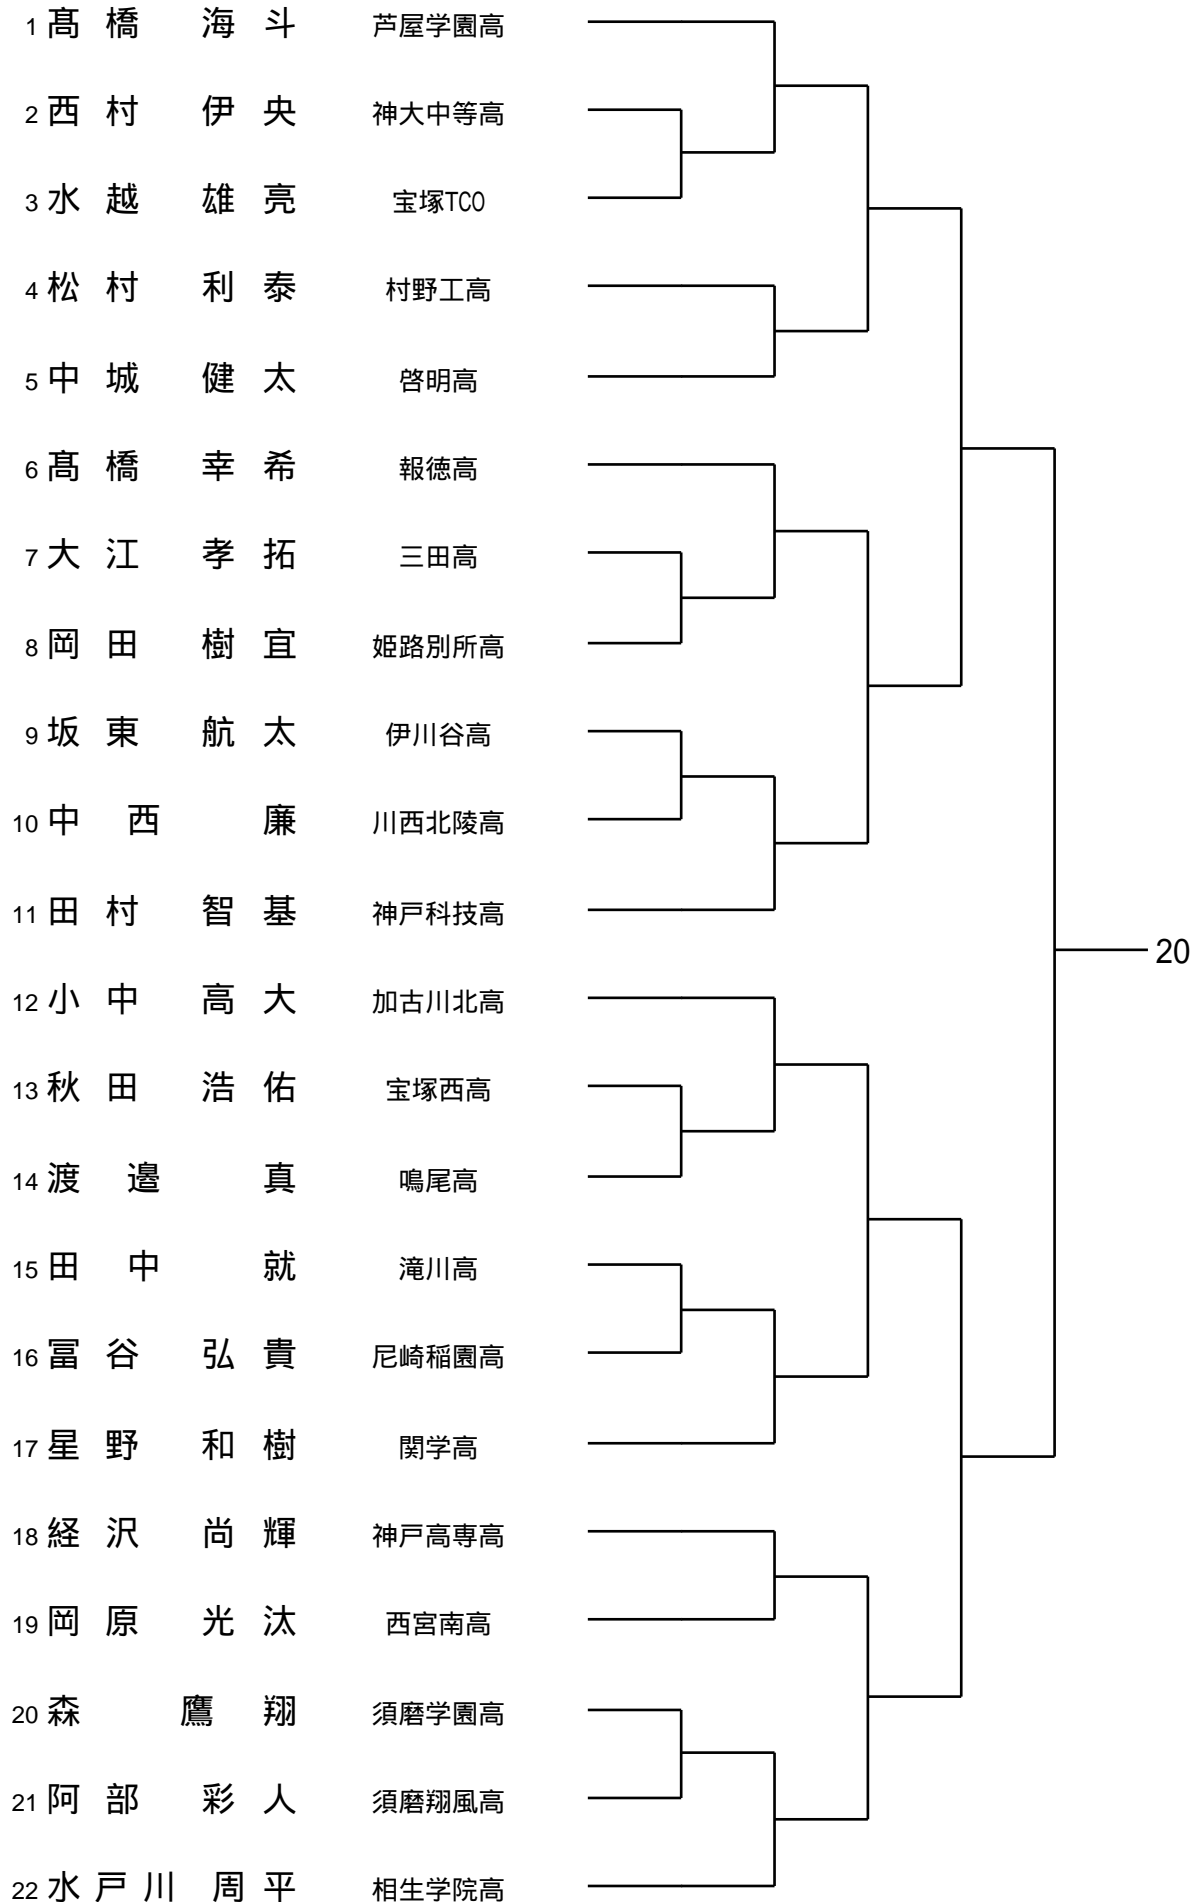 1 髙橋 海斗 芦屋学園高
2 西村 伊央 神大中等高
3 水越 雄亮 宝塚TCO
4 松村 利泰 村野工高
5 中城 健太 啓明高
6 髙橋 幸希 報徳高
7 大江 孝拓 三田高
8 岡田 樹宜 姫路別所高
9 坂東 航太 伊川谷高
10 中西 廉 川西北陵高
11 田村 智基 神戸科技高
20
12 小中 高大 加古川北高
13 秋田 浩佑 宝塚西高
14 渡邉 真 鳴尾高
15 田中 就 滝川高
16 冨谷 弘貴 尼崎稲園高
17 星野 和樹 関学高
18 経沢 尚輝 神戸高専高
19 岡原 光汰 西宮南高
20 森 鷹翔 須磨学園高
21 阿部 彩人 須磨翔風高
22 水戸川 周平 相生学院高